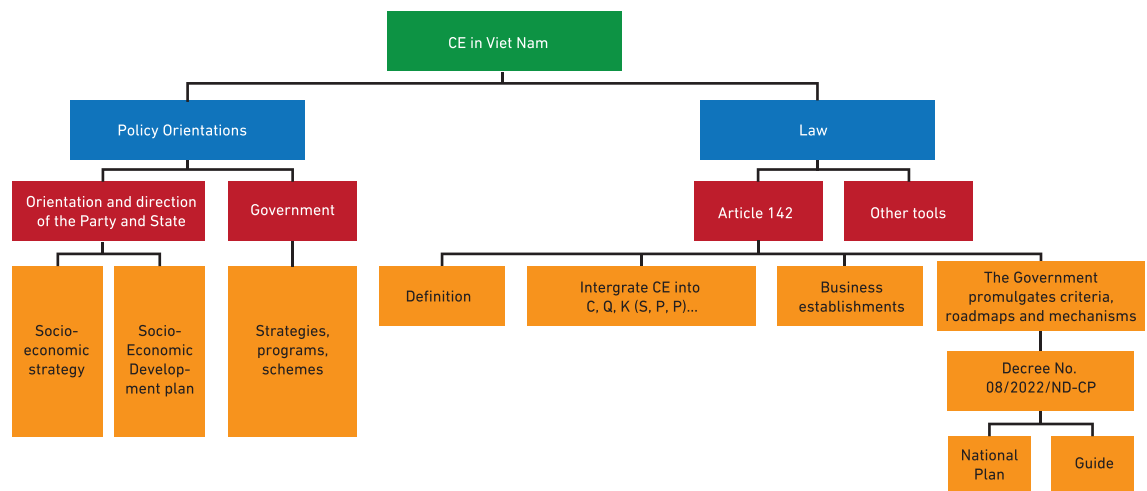 CE in Viet Nam
Policy Orientations
Law
Orientation and direction
of the Party and State
Government
Article 142
Other tools
Socio-
economic
strategy
Socio-
Economic
Develop-
ment plan
Strategies,
programs,
schemes
Definition
Intergrate CE into
C, Q, K (S, P, P)...
Business
establishments
The Government
promulgates criteria,
roadmaps and mechanisms
Decree No.
08/2022/ND-CP
National
Plan
Guide